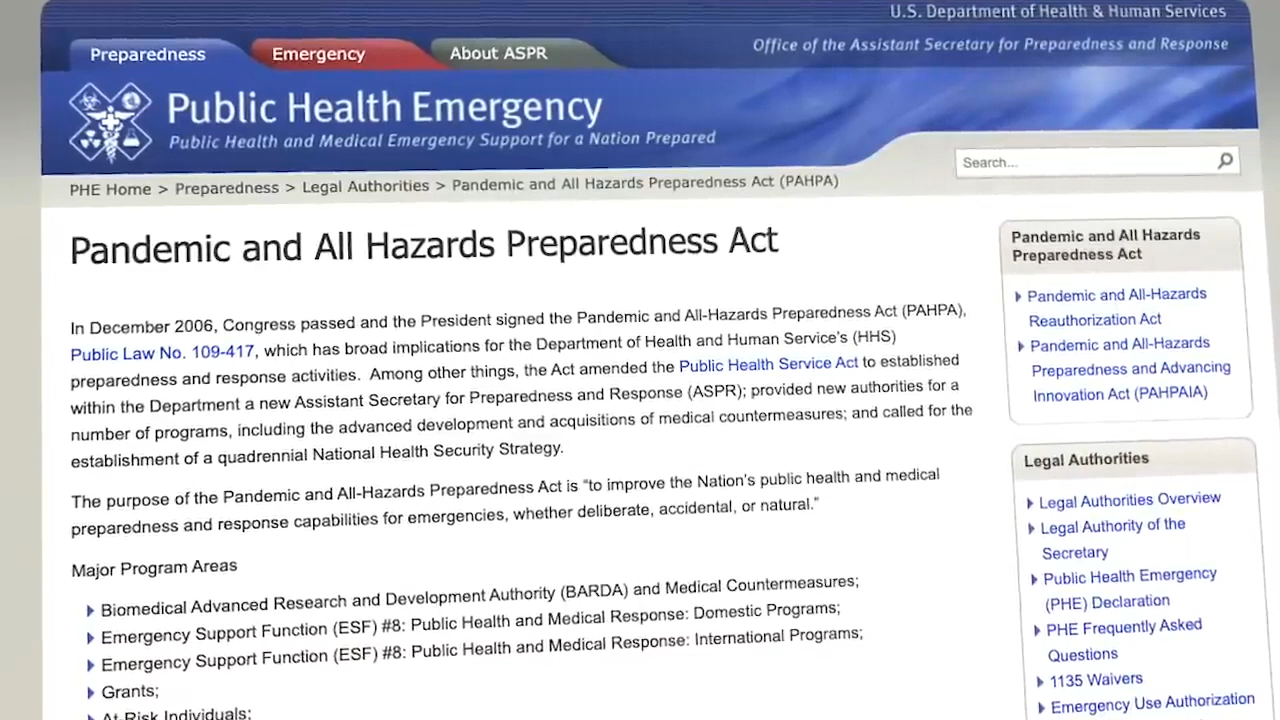 U.S. Department of Health & Human Services
Preparedness
Emergency
About ASPR
Office of the Assistant Secretary for Preparedness and Response
Public Health Emergency
Public Health and Medical Emergency Support for a Nation Prepared
Search...
PHE Home > Preparedness > Legal Authorities > Pandemic and All Hazards Preparedness Act (PAHPA)
Pandemic and All Hazards Preparedness Act
In December 2006, Congress passed and the President signed the Pandemic and All-Hazards Preparedness Act (PAHPA),
Public Law No. 109-417, which has broad implications for the Department of Health and Human Service's (HHS)
preparedness and response activities.  Among other things, the Act amended the Public Health Service Act to established
within the Department a new Assistant Secretary for Preparedness and Response (ASPR); provided new authorities for a
number of programs, including the advanced development and acquisitions of medical countermeasures; and called for the
establishment of a quadrennial National Health Security Strategy.
The purpose of the Pandemic and All-Hazards Preparedness Act is “to improve the Nation's public health and medical
preparedness and response capabilities for emergencies, whether deliberate, accidental, or natural.”
Major Program Areas
Biomedical Advanced Research and Development Authority (BARDA) and Medical Countermeasures;
Emergency Support Function (ESF) #8: Public Health and Medical Response: Domestic Programs;
Emergency Support Function (ESF) #8: Public Health and Medical Response: International Programs;
Grants;
At-Risk Individuals;
Pandemic and All Hazards
Preparedness Act
Pandemic and All-Hazards
Reauthorization Act
Pandemic and All-Hazards
Preparedness and Advancing
Innovation Act (PAHPAIA)
Legal Authorities
Legal Authorities Overview
Legal Authority of the
Secretary
Public Health Emergency
(PHE) Declaration
PHE Frequently Asked
Questions
1135 Waivers
Emergency Use Authorization